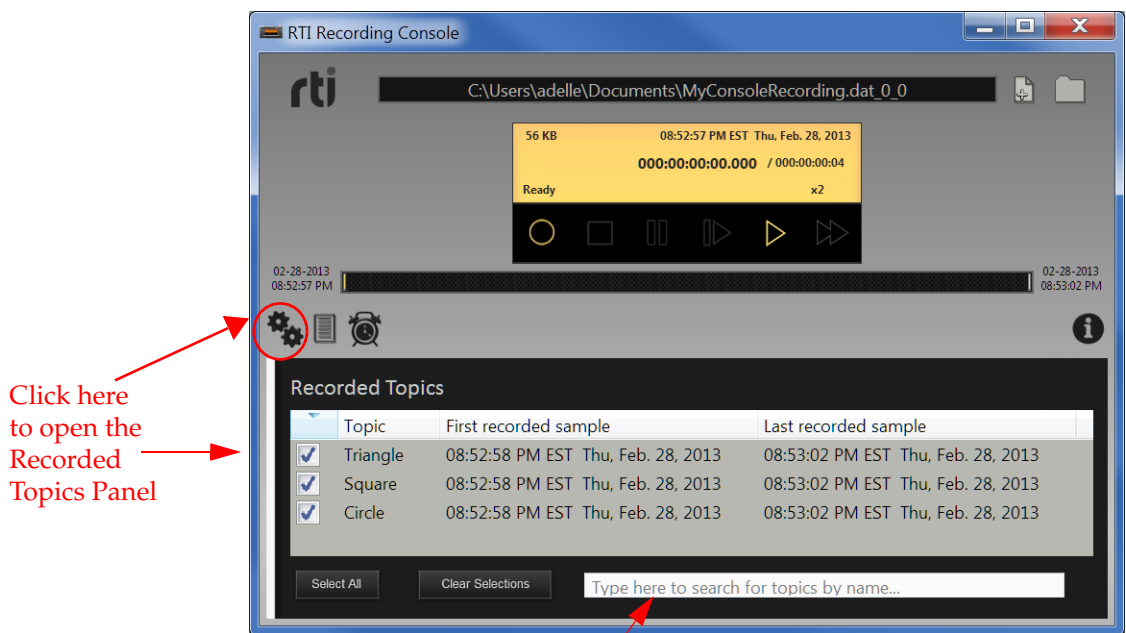 RTI Recording Console
rti
C:\Users\adelle\Documents\MyConsoleRecording.dat_0_0
56 KB 08:52:57 PM EST Thu, Feb. 28, 2013
000:00:00:00.000 / 000:00:00:04
Ready x2
02-28-2013
08:52:57 PM
02-28-2013
08:53:02 PM
Click here
to open the
Recorded
Topics Panel
Recorded Topics
Topic First recorded sample Last recorded sample
Triangle 08:52:58 PM EST Thu, Feb. 28, 2013 08:53:02 PM EST Thu, Feb. 28, 2013
Square 08:52:58 PM EST Thu, Feb. 28, 2013 08:53:02 PM EST Thu, Feb. 28, 2013
Circle 08:52:58 PM EST Thu, Feb. 28, 2013 08:53:02 PM EST Thu, Feb. 28, 2013
Select All Clear Selections Type here to search for topics by name...